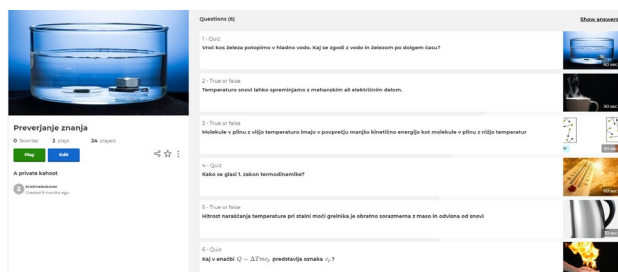 Preverjanje znanja
0 favorites 2 plays 24 players
Play Edit
A private kahoot
Created 9 months ago
Questions (6)
Show answers
1 - Quiz
Vroč kos železa potopimo v hladno vodo. Kaj se zgodi z vodo in železom po dolgem času?
60 sec
2 - True or false
Temperaturo snovi lahko spreminjamo z mehanskim ali električnim delom.
30 sec
3 - True or false
Molekule v plinu z višjo temperaturo imajo v povprečju manjšo kinetično energijo kot molekule v plinu z nižjo temperatur
30 sec
4 - Quiz
Kako se glasi 1. zakon termodinamike?
60 sec
5 - True or false
Hitrost naraščanja temperature pri stalni moči grelnika je obratno sorazmerna z maso in odvisna od snovi
6 - Quiz
Kaj v enačbi Q = ΔTmcₚ predstavlja oznaka cₚ?